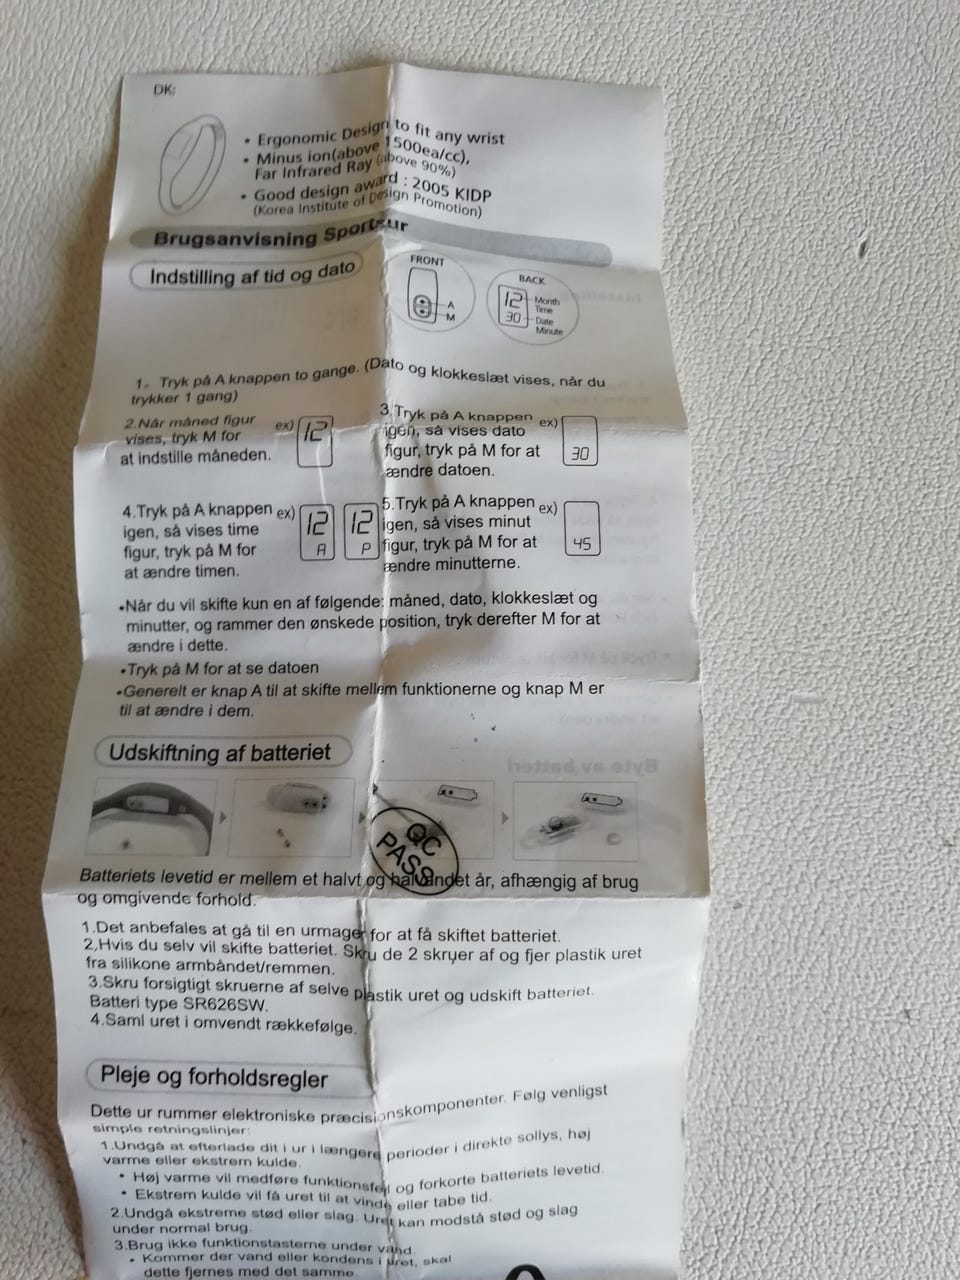 DK:
• Ergonomic Design to fit any wrist
• Minus ion(above 1500ea/cc),
Far Infrared Ray (above 90%)
• Good design award : 2005 KIDP
(Korea Institute of Design Promotion)
Brugsanvisning Sportsur
Indstilling af tid og dato
FRONT
A
M
BACK
12 Month
Time
30 Date
Minute
1. Tryk på A knappen to gange. (Dato og klokkeslæt vises, når du
trykker 1 gang)
2.Når måned figur
vises, tryk M for
at indstille måneden.
ex)
12
3.Tryk på A knappen
igen, så vises dato
figur, tryk på M for at
ændre datoen.
ex)
30
4.Tryk på A knappen
igen, så vises time
figur, tryk på M for
at ændre timen.
ex)
12 A
12 P
5.Tryk på A knappen
igen, så vises minut
figur, tryk på M for at
ændre minutterne.
ex)
45
•Når du vil skifte kun en af følgende: måned, dato, klokkeslæt og
minutter, og rammer den ønskede position, tryk derefter M for at
ændre i dette.
•Tryk på M for at se datoen
•Generelt er knap A til at skifte mellem funktionerne og knap M er
til at ændre i dem.
Udskiftning af batteriet
QC
PASS
Batteriets levetid er mellem et halvt og halvandet år, afhængig af brug
og omgivende forhold.
1.Det anbefales at gå til en urmager for at få skiftet batteriet.
2,Hvis du selv vil skifte batteriet. Skru de 2 skruer af og fjer plastik uret
fra silikone armbåndet/remmen.
3.Skru forsigtigt skruerne af selve plastik uret og udskift batteriet.
Batteri type SR626SW.
4.Saml uret i omvendt rækkefølge.
Pleje og forholdsregler
Dette ur rummer elektroniske præcisionskomponenter. Følg venligst
simple retningslinjer:
1.Undgå at efterlade dit i ur i længere perioder i direkte sollys, høj
varme eller ekstrem kulde.
• Høj varme vil medføre funktionsfejl og forkorte batteriets levetid.
• Ekstrem kulde vil få uret til at vinde eller tabe tid.
2.Undgå ekstreme stød eller slag. Uret kan modstå stød og slag
under normal brug.
3.Brug ikke funktionstasterne under vand.
• Kommer der vand eller kondens i uret, skal
dette fjernes med det samme.